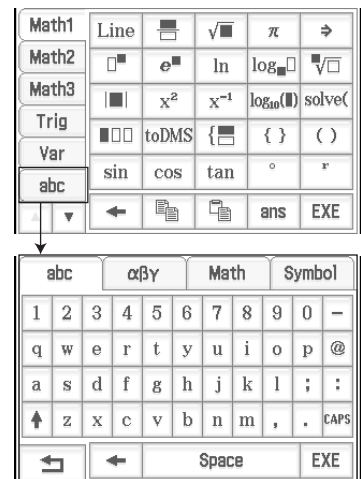 Math1 Line √■ π ⇒
Math2 □■ e■ ln log■□ ■√□
Math3 |■| x² x⁻¹ log₁₀(■) solve(
Trig ■□□ toDMS { { } ( )
Var sin cos tan ° r
abc
▲ ▼ ← ans EXE
abc αβγ Math Symbol
1 2 3 4 5 6 7 8 9 0 −
q w e r t y u i o p @
a s d f g h j k l ; :
z x c v b n m , . CAPS
← Space EXE